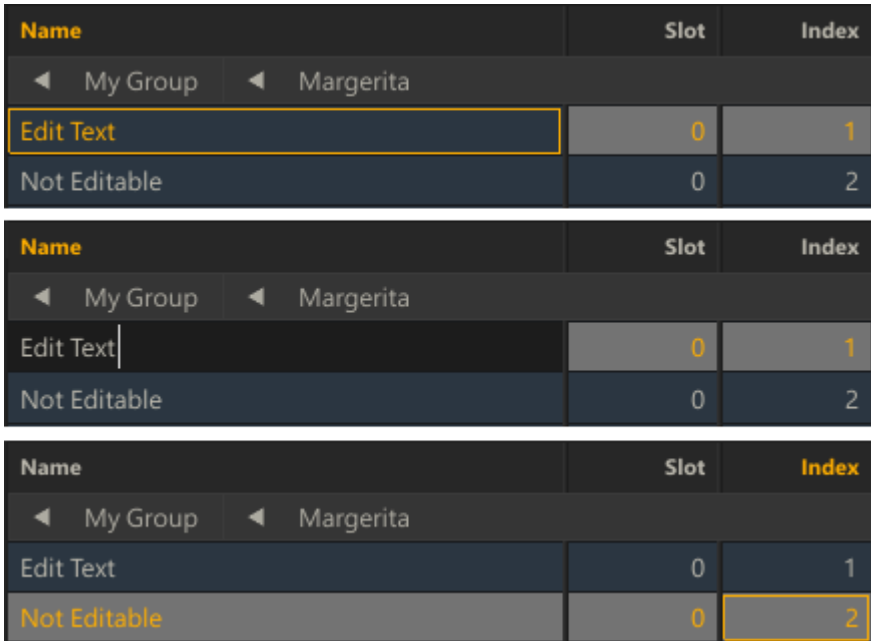 Name Slot Index
My Group Margerita
Edit Text 0 1
Not Editable 0 2
Name Slot Index
My Group Margerita
Edit Text 0 1
Not Editable 0 2
Name Slot Index
My Group Margerita
Edit Text 0 1
Not Editable 0 2